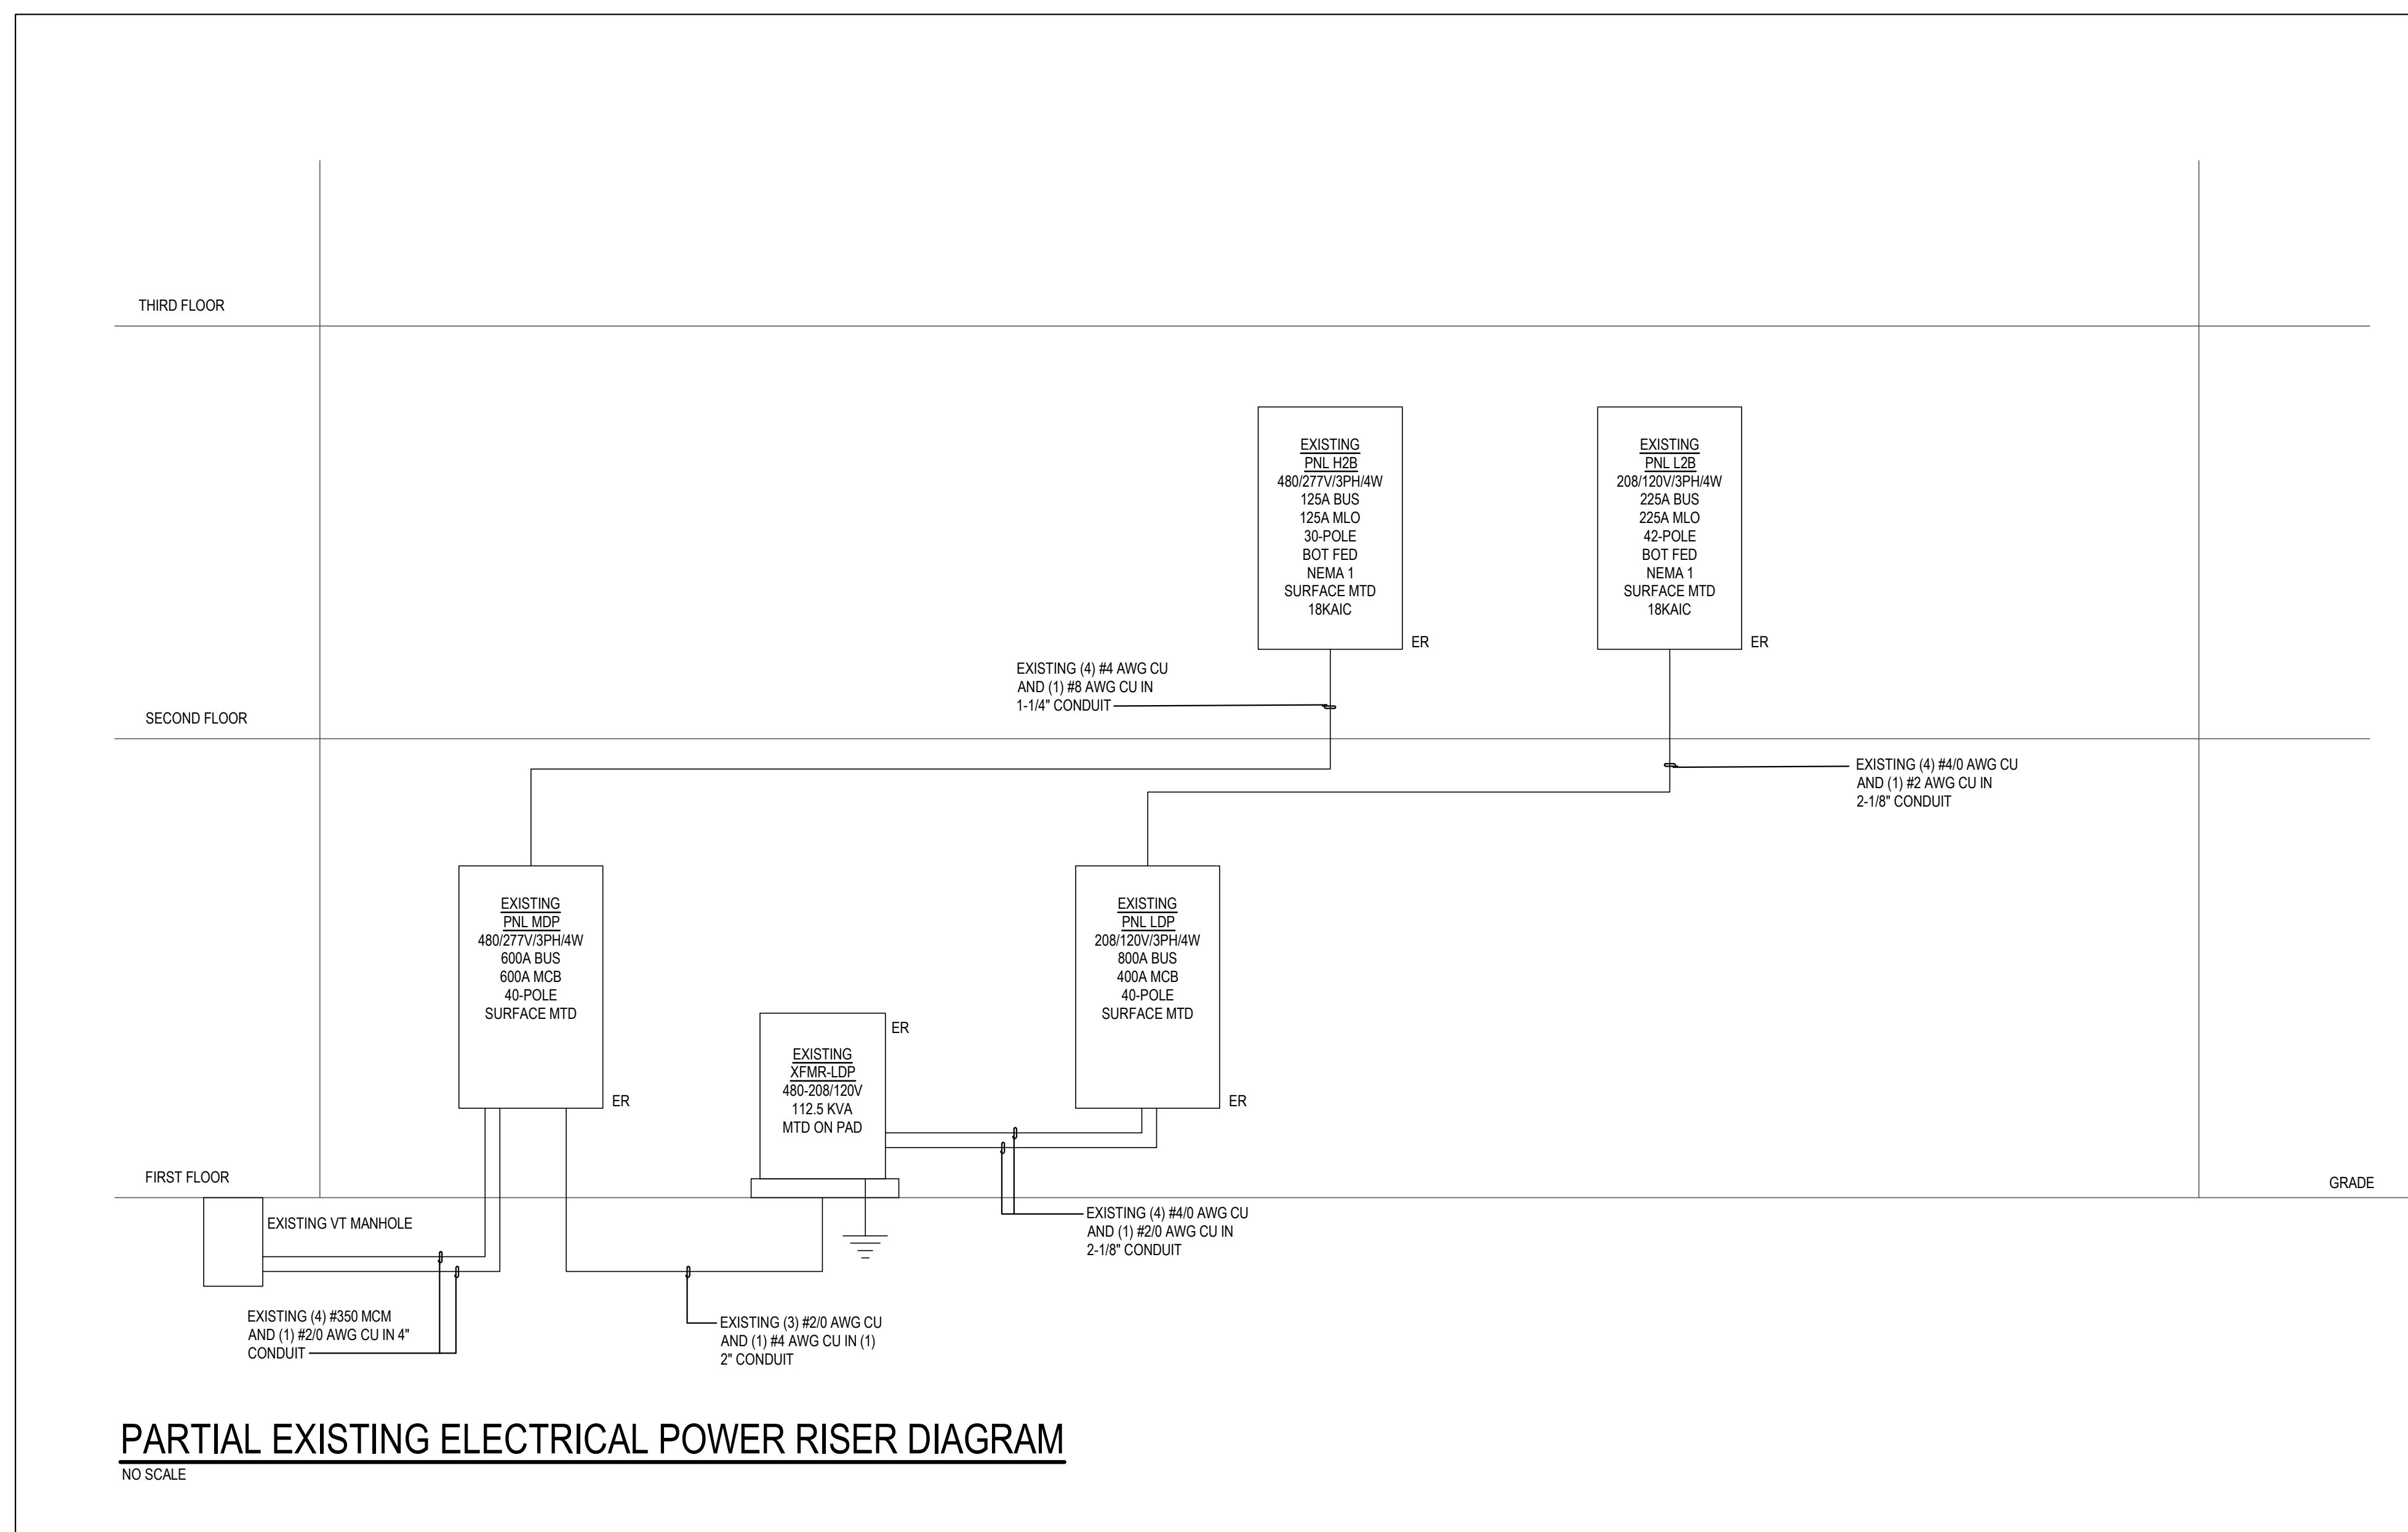 THIRD FLOOR
EXISTING
PNL H2B
480/277V/3PH/4W
125A BUS
125A MLO
30-POLE
BOT FED
NEMA 1
SURFACE MTD
18KAIC
ER
EXISTING
PNL L2B
208/120V/3PH/4W
225A BUS
225A MLO
42-POLE
BOT FED
NEMA 1
SURFACE MTD
18KAIC
ER
EXISTING (4) #4 AWG CU
AND (1) #8 AWG CU IN
1-1/4" CONDUIT
SECOND FLOOR
EXISTING (4) #4/0 AWG CU
AND (1) #2 AWG CU IN
2-1/8" CONDUIT
EXISTING
PNL MDP
480/277V/3PH/4W
600A BUS
600A MCB
40-POLE
SURFACE MTD
ER
EXISTING
XFMR-LDP
480-208/120V
112.5 KVA
MTD ON PAD
ER
EXISTING
PNL LDP
208/120V/3PH/4W
800A BUS
400A MCB
40-POLE
SURFACE MTD
ER
FIRST FLOOR
GRADE
EXISTING VT MANHOLE
EXISTING (4) #4/0 AWG CU
AND (1) #2/0 AWG CU IN
2-1/8" CONDUIT
EXISTING (4) #350 MCM
AND (1) #2/0 AWG CU IN 4"
CONDUIT
EXISTING (3) #2/0 AWG CU
AND (1) #4 AWG CU IN (1)
2" CONDUIT
PARTIAL EXISTING ELECTRICAL POWER RISER DIAGRAM
NO SCALE